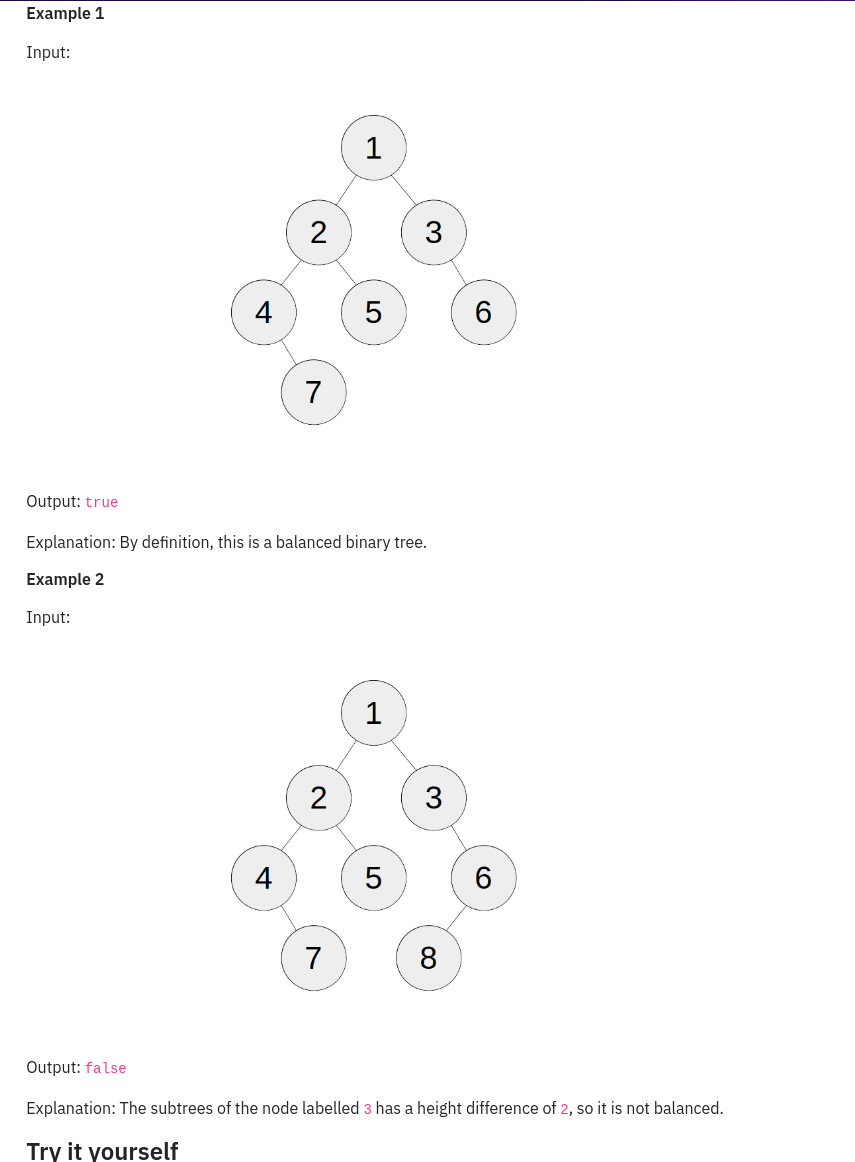 Example 1
Input:
1
2 3
4 5 6
7
Output: true
Explanation: By definition, this is a balanced binary tree.
Example 2
Input:
1
2 3
4 5 6
7 8
Output: false
Explanation: The subtrees of the node labelled 3 has a height difference of 2, so it is not balanced.
Try it yourself